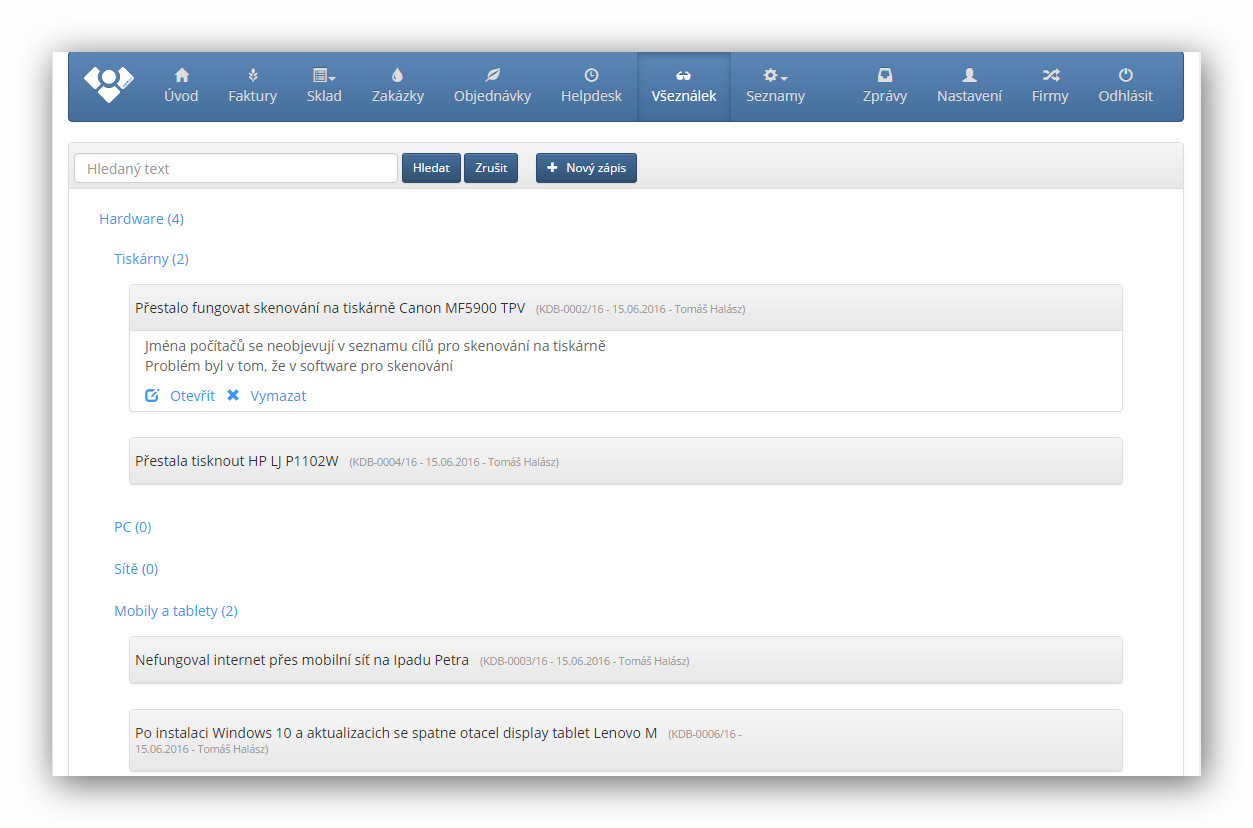 Úvod Faktury Sklad Zakázky Objednávky Helpdesk Všeználek Seznamy Zprávy Nastavení Firmy Odhlásit
Hledaný text Hledat Zrušit Nový zápis
Hardware (4)
Tiskárny (2)
Přestalo fungovat skenování na tiskárně Canon MF5900 TPV (KDB-0002/16 - 15.06.2016 - Tomáš Halász)
Jména počítačů se neobjevují v seznamu cílů pro skenování na tiskárně
Problém byl v tom, že v software pro skenování
Otevřít Vymazat
Přestala tisknout HP LJ P1102W (KDB-0004/16 - 15.06.2016 - Tomáš Halász)
PC (0)
Sítě (0)
Mobily a tablety (2)
Nefungoval internet přes mobilní síť na Ipadu Petra (KDB-0003/16 - 15.06.2016 - Tomáš Halász)
Po instalaci Windows 10 a aktualizacich se spatne otacel display tablet Lenovo M (KDB-0006/16 -
15.06.2016 - Tomáš Halász)